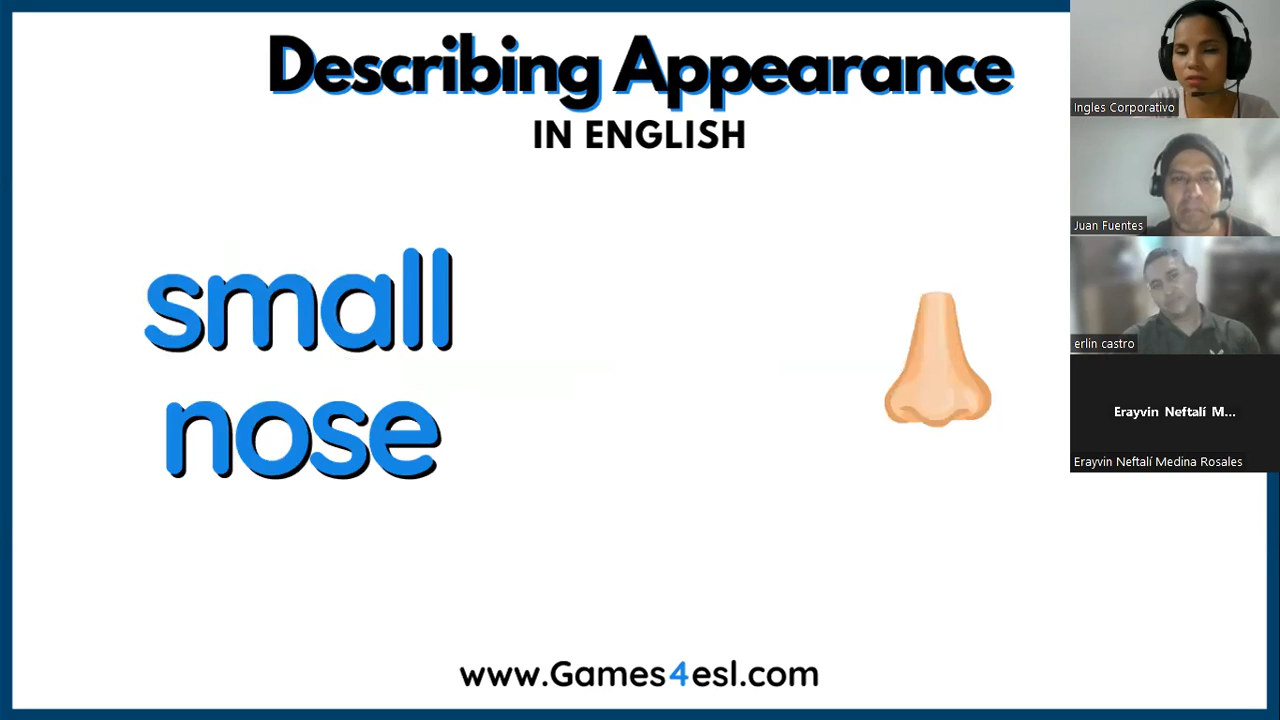 Describing Appearance
IN ENGLISH
small
nose
www.Games4esl.com
Ingles Corporativo
Juan Fuentes
erlin castro
Erayvin Neftalí M...
Erayvin Neftalí Medina Rosales